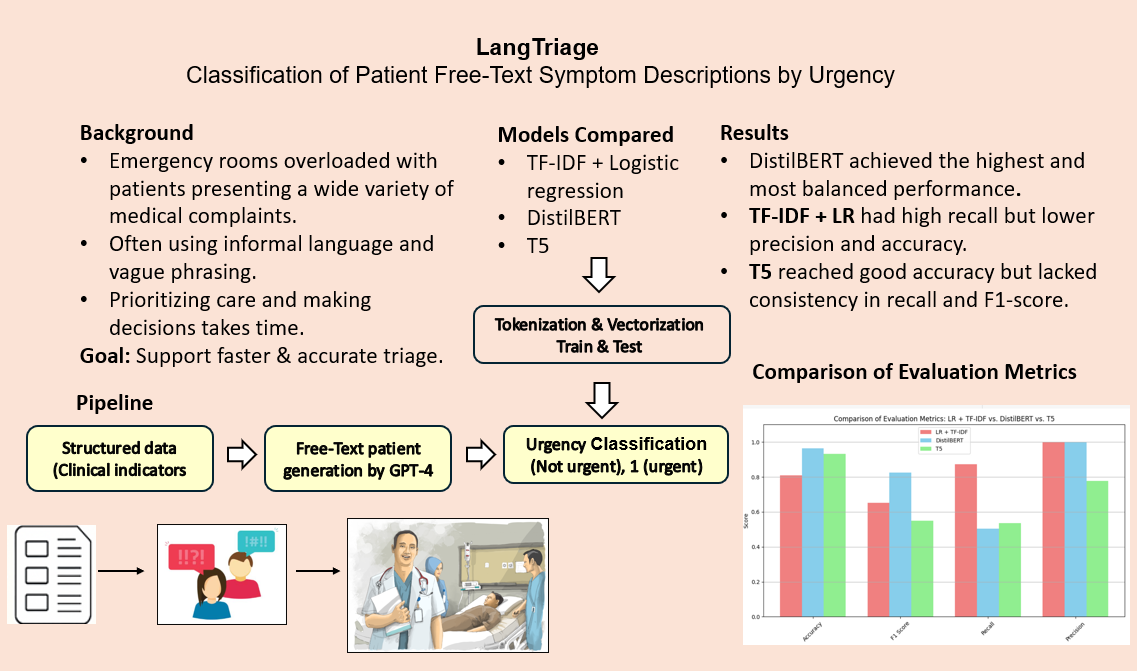 LangTriage
Classification of Patient Free-Text Symptom Descriptions by Urgency
Background
• Emergency rooms overloaded with
patients presenting a wide variety of
medical complaints.
• Often using informal language and
vague phrasing.
• Prioritizing care and making
decisions takes time.
Goal: Support faster & accurate triage.
Models Compared
• TF-IDF + Logistic
regression
• DistilBERT
• T5
Tokenization & Vectorization
Train & Test
Results
• DistilBERT achieved the highest and
most balanced performance.
• TF-IDF + LR had high recall but lower
precision and accuracy.
• T5 reached good accuracy but lacked
consistency in recall and F1-score.
Pipeline
Structured data
(Clinical indicators
Free-Text patient
generation by GPT-4
Urgency Classification
(Not urgent), 1 (urgent)
!!?!
!#!!
Comparison of Evaluation Metrics
Comparison of Evaluation Metrics: LR + TF-IDF vs. DistilBERT vs. T5
LR + TF-IDF
DistilBERT
T5
1.0
0.8
0.6
0.4
0.2
0.0
Score
Accuracy
F1 Score
Recall
Precision